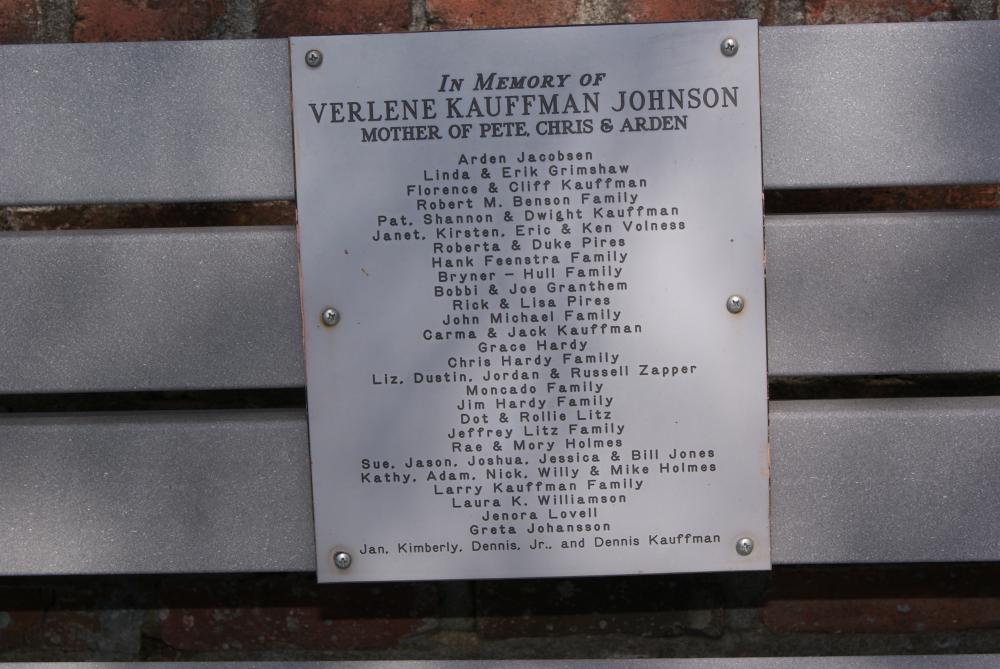 IN MEMORY OF
VERLENE KAUFFMAN JOHNSON
MOTHER OF PETE, CHRIS & ARDEN
Arden Jacobsen
Linda & Erik Grimshaw
Florence & Cliff Kauffman
Robert M. Benson Family
Pat, Shannon & Dwight Kauffman
Janet, Kirsten, Eric & Ken Volness
Roberta & Duke Pires
Hank Feenstra Family
Bryner – Hull Family
Bobbi & Joe Granthem
Rick & Lisa Pires
John Michael Family
Carma & Jack Kauffman
Grace Hardy
Chris Hardy Family
Liz, Dustin, Jordan & Russell Zapper
Moncado Family
Jim Hardy Family
Dot & Rollie Litz
Jeffrey Litz Family
Rae & Mory Holmes
Sue, Jason, Joshua, Jessica & Bill Jones
Kathy, Adam, Nick, Willy & Mike Holmes
Larry Kauffman Family
Laura K. Williamson
Jenora Lovell
Greta Johansson
Jan, Kimberly, Dennis, Jr., and Dennis Kauffman